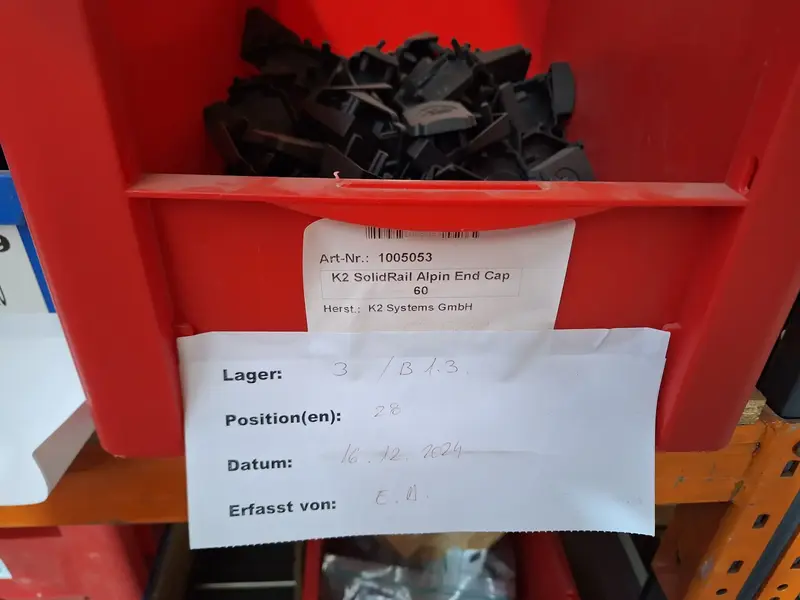 Art-Nr.: 1005053
K2 SolidRail Alpin End Cap
60
Herst.: K2 Systems GmbH
Lager: 3 / B 1.3.
Position(en): 28
Datum: 16.12.2024
Erfasst von: E.